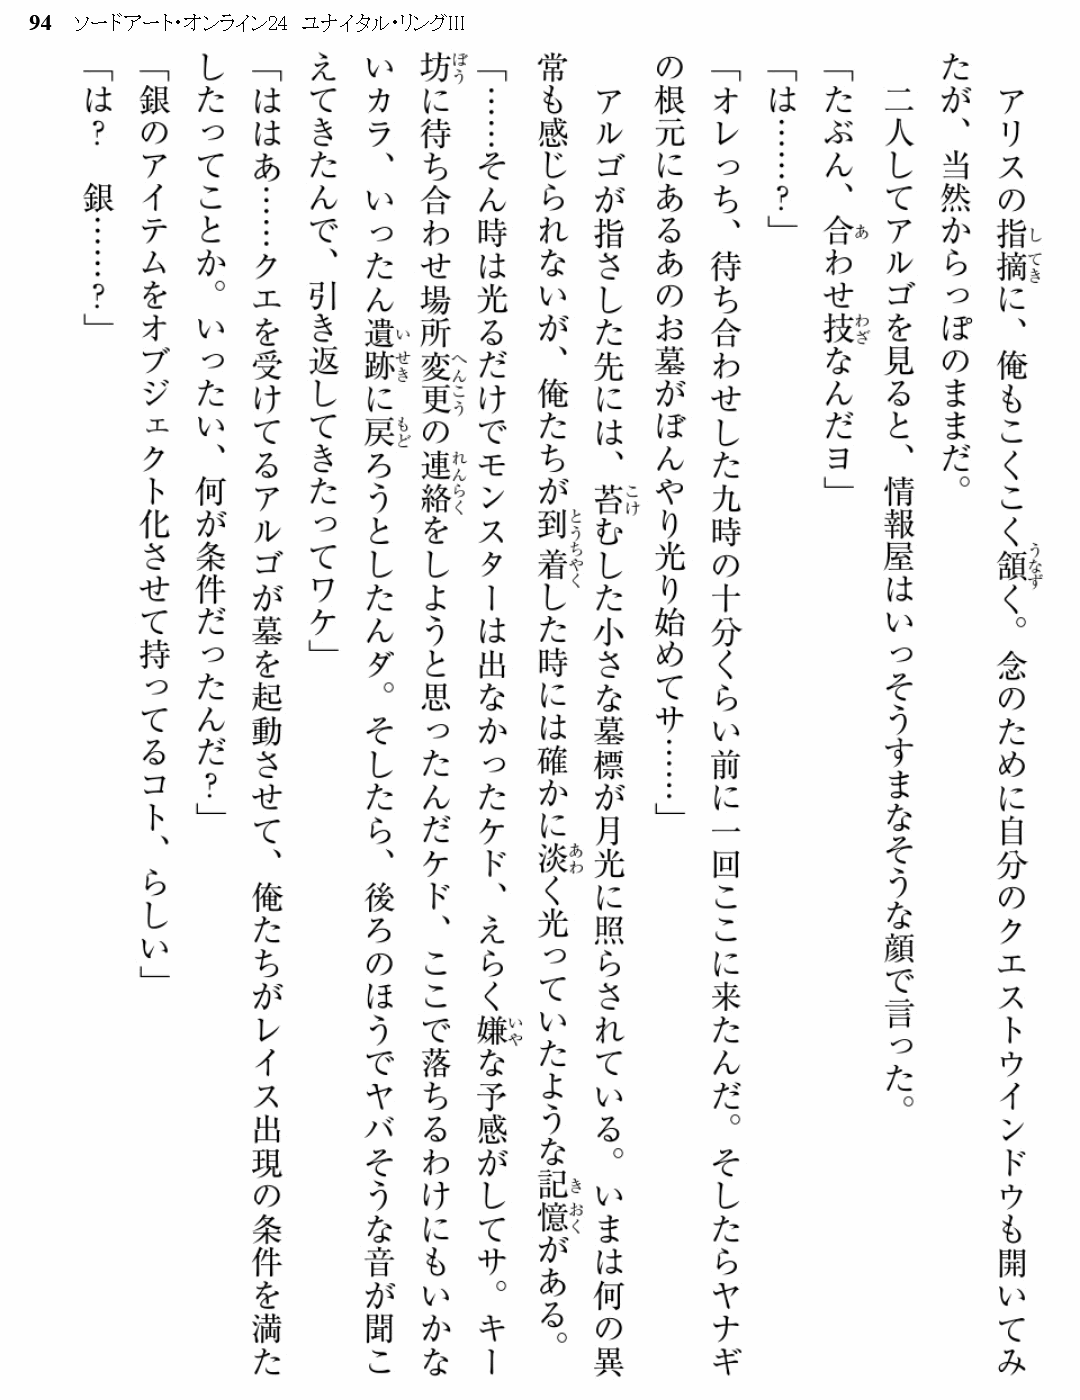 94 ソードアート・オンライン24 ユナイタル・リングIII
　アリスの指摘に、俺もこくこく頷く。念のために自分のクエストウインドウも開いてみ
たが、当然からっぽのままだ。
　二人してアルゴを見ると、情報屋はいっそうすまなそうな顔で言った。
「たぶん、合わせ技なんだヨ」
「は……？」
「オレっち、待ち合わせした九時の十分くらい前に一回ここに来たんだ。そしたらヤナギ
の根元にあるあのお墓がぼんやり光り始めてサ……」
　アルゴが指さした先には、苔むした小さな墓標が月光に照らされている。いまは何の異
常も感じられないが、俺たちが到着した時には確かに淡く光っていたような記憶がある。
「……そん時は光るだけでモンスターは出なかったケド、えらく嫌な予感がしてサ。キー
坊に待ち合わせ場所変更の連絡をしようと思ったんだケド、ここで落ちるわけにもいかな
いカラ、いったん遺跡に戻ろうとしたんダ。そしたら、後ろのほうでヤバそうな音が聞こ
えてきたんで、引き返してきたってワケ」
「ははあ……クエを受けてるアルゴが墓を起動させて、俺たちがレイス出現の条件を満た
したってことか。いったい、何が条件だったんだ？」
「銀のアイテムをオブジェクト化させて持ってるコト、らしい」
「は？　銀……？」